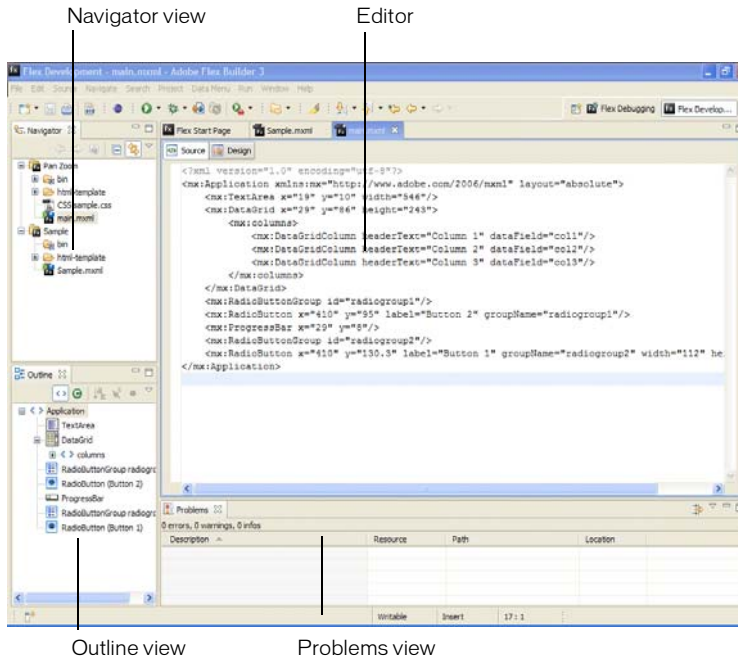 Navigator view Editor
Flex Development - main.mxml - Adobe Flex Builder 3
File Edit Source Navigate Search Project Data Menu Run Window Help
Flex Debugging Flex Develop...
Navigator
Flex Start Page Sample.mxml main.mxml
Source Design
Pan Zoom
bin
html-template
CSSsample.css
main.mxml
Sample
bin
html-template
Sample.mxml
<?xml version="1.0" encoding="utf-8"?>
<mx:Application xmlns:mx="http://www.adobe.com/2006/mxml" layout="absolute">
<mx:TextArea x="19" y="10" width="546"/>
<mx:DataGrid x="29" y="86" height="243">
<mx:columns>
<mx:DataGridColumn headerText="Column 1" dataField="col1"/>
<mx:DataGridColumn headerText="Column 2" dataField="col2"/>
<mx:DataGridColumn headerText="Column 3" dataField="col3"/>
</mx:columns>
</mx:DataGrid>
<mx:RadioButtonGroup id="radiogroup1"/>
<mx:RadioButton x="410" y="95" label="Button 2" groupName="radiogroup1"/>
<mx:ProgressBar x="29" y="8"/>
<mx:RadioButtonGroup id="radiogroup2"/>
<mx:RadioButton x="410" y="130.3" label="Button 1" groupName="radiogroup2" width="112" he
</mx:Application>
Outline
< > Application
TextArea
DataGrid
< > columns
RadioButtonGroup radiogro
RadioButton (Button 2)
ProgressBar
RadioButtonGroup radiogro
RadioButton (Button 1)
Problems
0 errors, 0 warnings, 0 infos
Description Resource Path Location
Writable Insert 17 : 1
Outline view Problems view